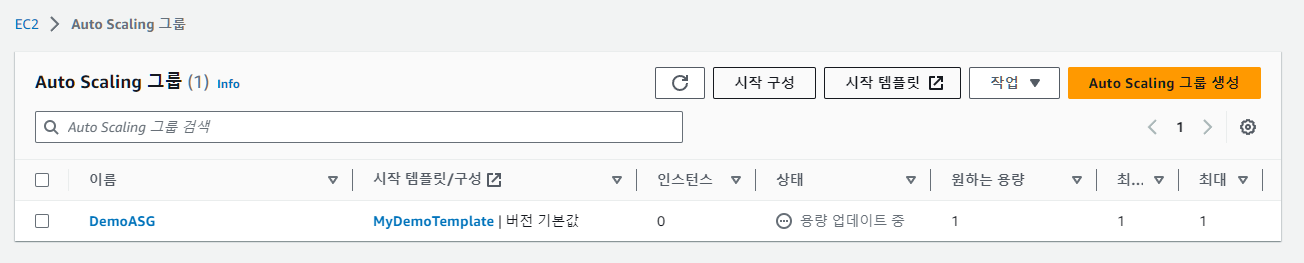 EC2 > Auto Scaling 그룹
Auto Scaling 그룹 (1) Info 시작 구성 시작 템플릿 작업 Auto Scaling 그룹 생성
Auto Scaling 그룹 검색 1
이름 시작 템플릿/구성 인스턴스 상태 원하는 용량 최... 최대
DemoASG MyDemoTemplate | 버전 기본값 0 용량 업데이트 중 1 1 1